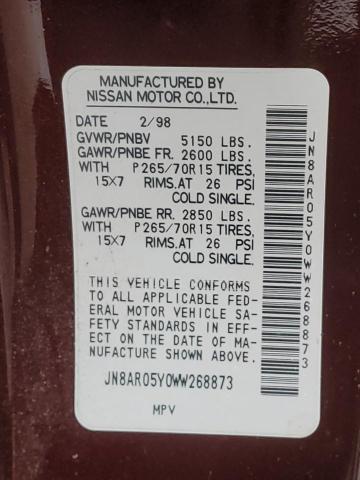 MANUFACTURED BY
NISSAN MOTOR CO.,LTD.
DATE 2/98
GVWR/PNBV 5150 LBS.
GAWR/PNBE FR. 2600 LBS.
WITH P265/70R15 TIRES,
15X7 RIMS.AT 26 PSI
COLD SINGLE.
GAWR/PNBE RR. 2850 LBS.
WITH P265/70R15 TIRES,
15X7 RIMS.AT 26 PSI
COLD SINGLE.
THIS VEHICLE CONFORMS
TO ALL APPLICABLE FED-
ERAL MOTOR VEHICLE SA-
FETY STANDARDS IN EFF-
ECT ON THE DATE OF MA-
NUFACTURE SHOWN ABOVE.
JN8AR05Y0WW268873
MPV
JN8AR05Y0WW268873